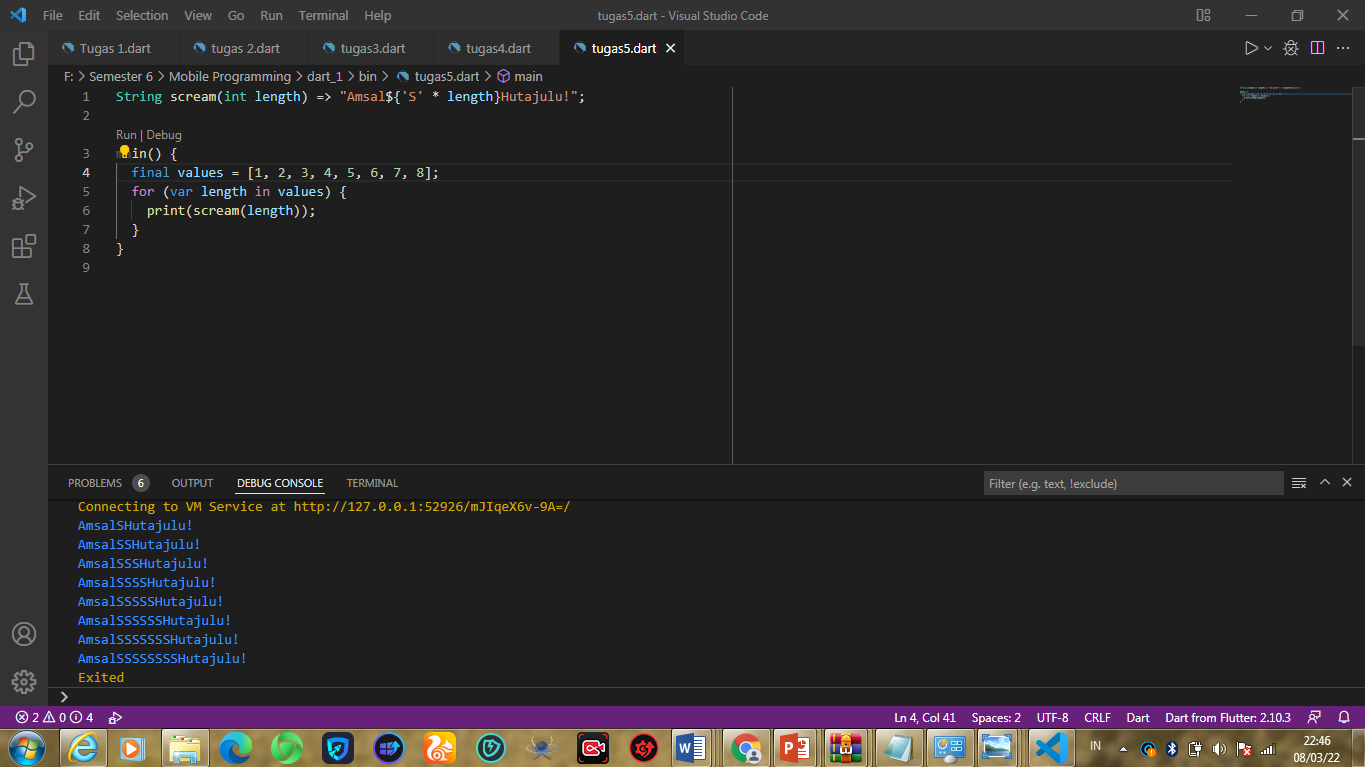 File Edit Selection View Go Run Terminal Help tugas5.dart - Visual Studio Code
Tugas 1.dart tugas 2.dart tugas3.dart tugas4.dart tugas5.dart
F: > Semester 6 > Mobile Programming > dart_1 > bin > tugas5.dart > main
1 String scream(int length) => "Amsal${'S' * length}Hutajulu!";
2
Run | Debug
3 main() {
4 final values = [1, 2, 3, 4, 5, 6, 7, 8];
5 for (var length in values) {
6 print(scream(length));
7 }
8 }
9
PROBLEMS 6 OUTPUT DEBUG CONSOLE TERMINAL Filter (e.g. text, !exclude)
Connecting to VM Service at http://127.0.0.1:52926/mJIqeX6v-9A=/
AmsalSHutajulu!
AmsalSSHutajulu!
AmsalSSSHutajulu!
AmsalSSSSHutajulu!
AmsalSSSSSHutajulu!
AmsalSSSSSSHutajulu!
AmsalSSSSSSSHutajulu!
AmsalSSSSSSSSHutajulu!
Exited
2 0 4 Ln 4, Col 41 Spaces: 2 UTF-8 CRLF Dart Dart from Flutter: 2.10.3
IN 22:46
08/03/22